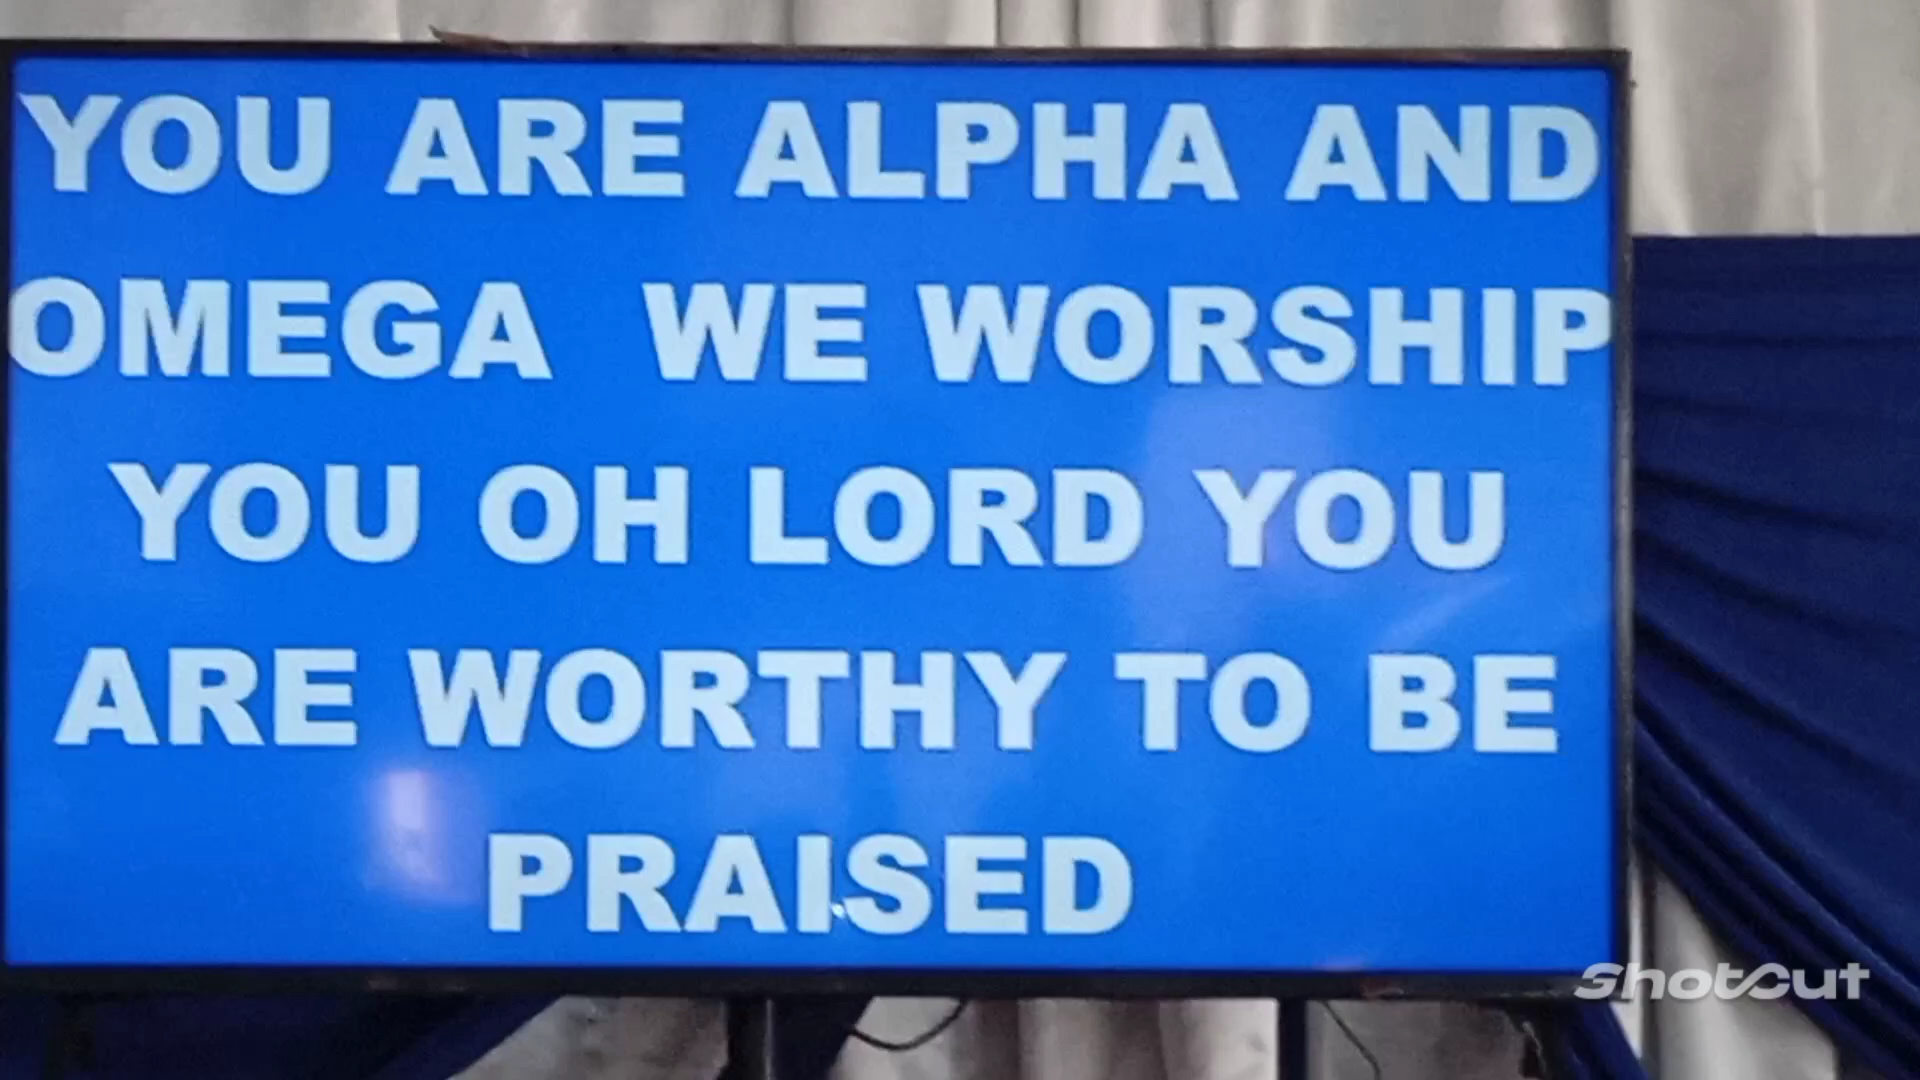 YOU ARE ALPHA AND
OMEGA WE WORSHIP
YOU OH LORD YOU
ARE WORTHY TO BE
PRAISED
ShotCut